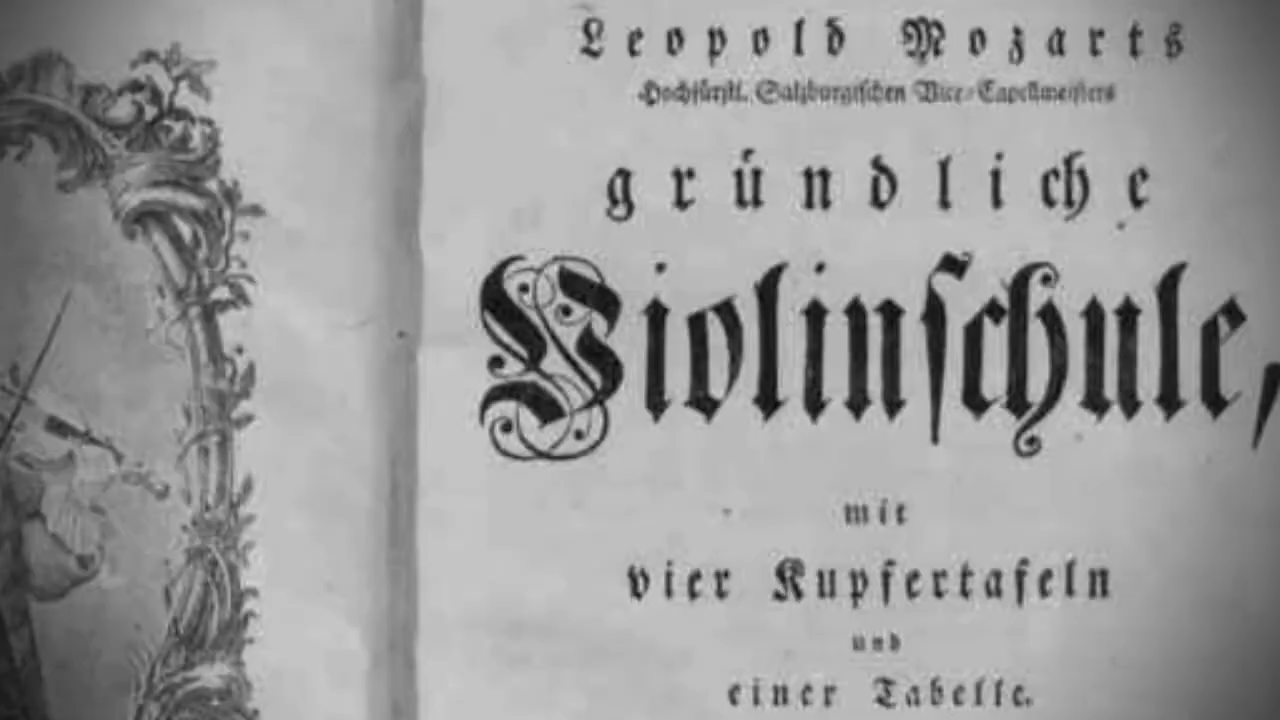 Leopold Mozarts
Hochfürstl. Salzburgischen Vice-Capellmeisters
gründliche
Violinschule,
mit
vier Kupfertafeln
und
einer Tabelle.